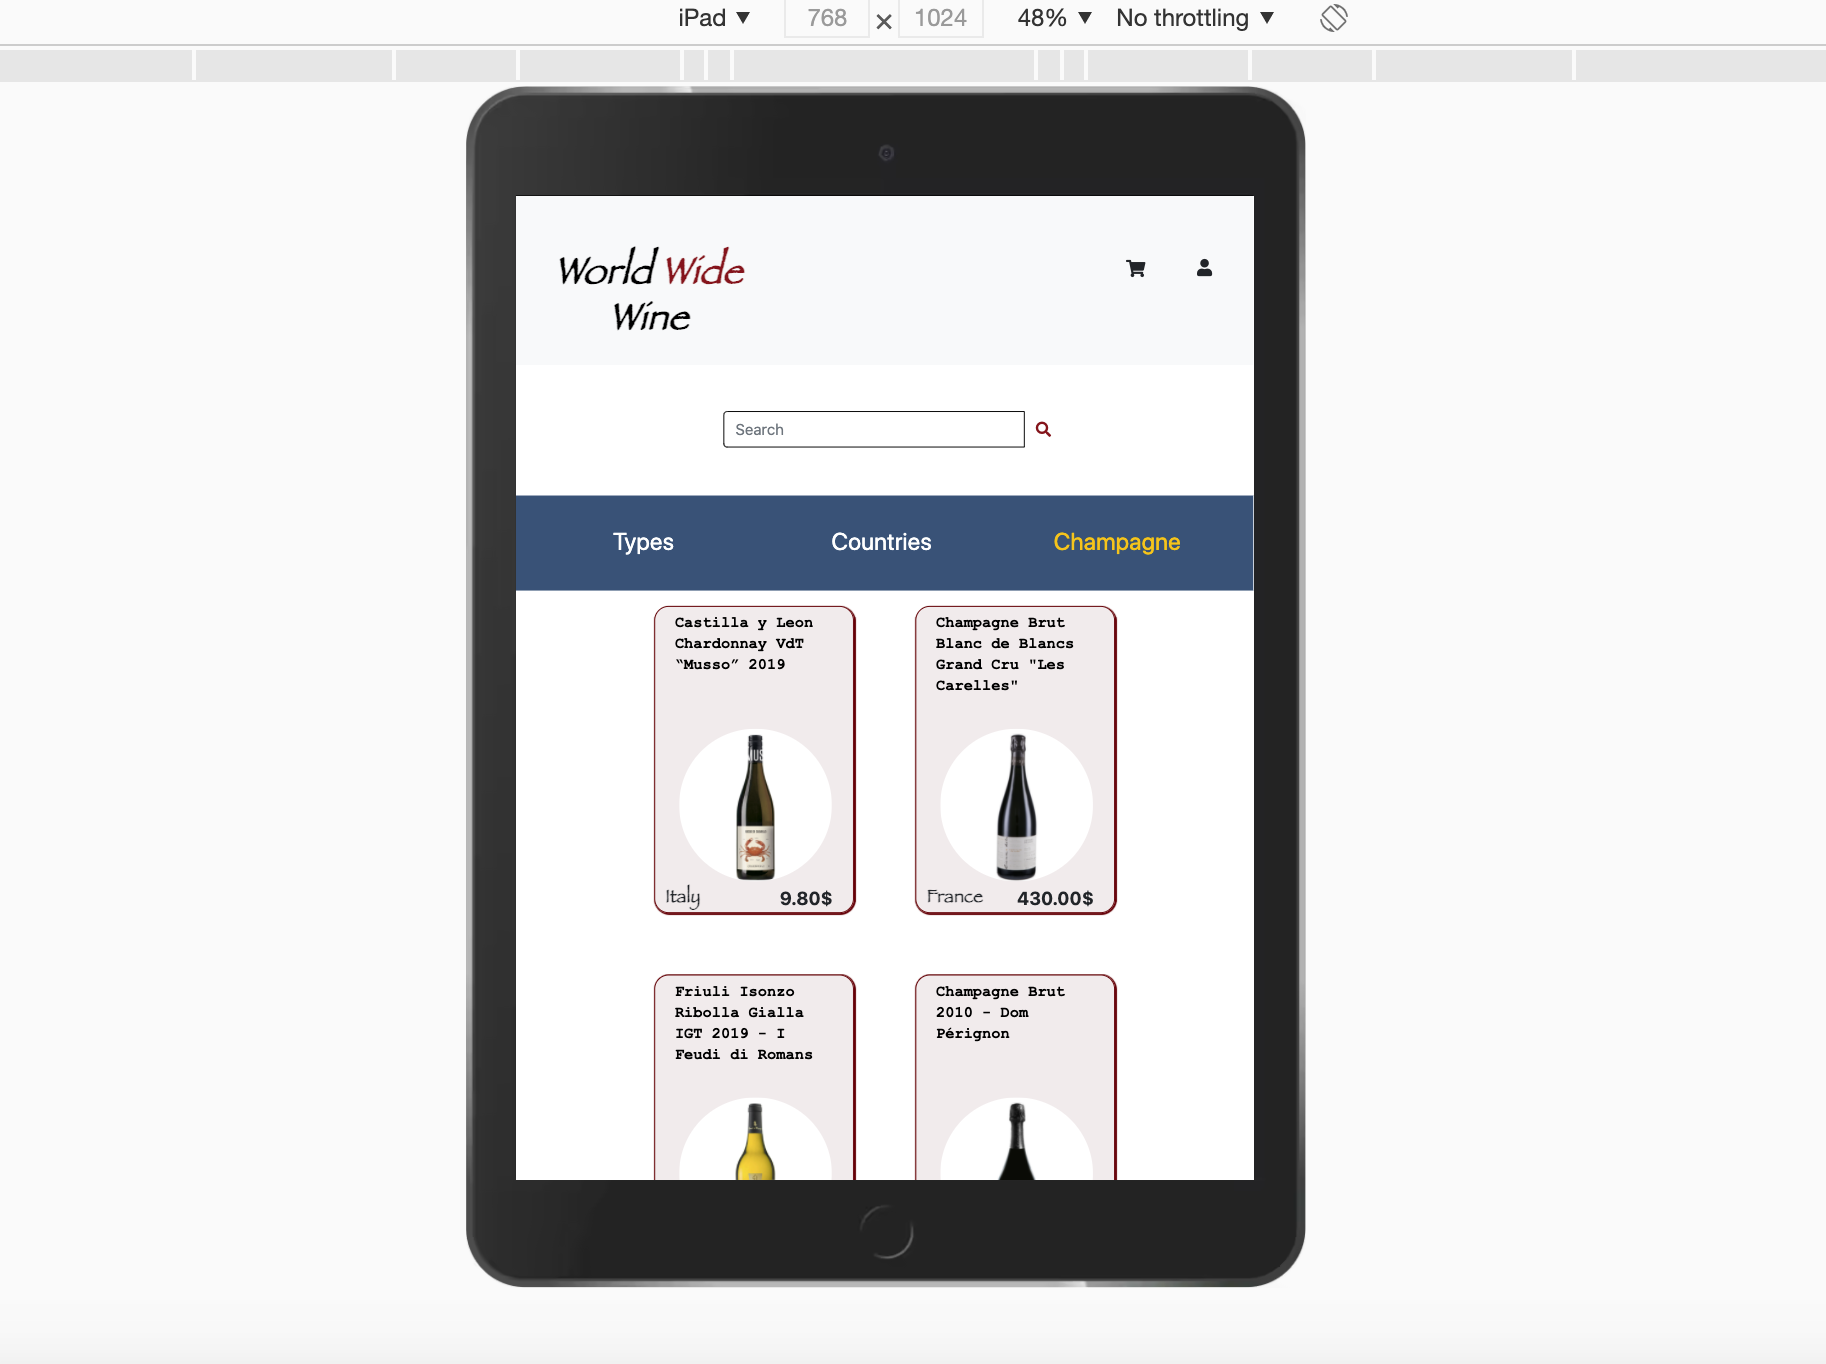 iPad ▼ 768 × 1024 48% ▼ No throttling ▼
World Wide
Wine
Search
Types Countries Champagne
Castilla y Leon
Chardonnay VdT
“Musso” 2019
MUS
Italy 9.80$
Champagne Brut
Blanc de Blancs
Grand Cru "Les
Carelles"
France 430.00$
Friuli Isonzo
Ribolla Gialla
IGT 2019 - I
Feudi di Romans
Champagne Brut
2010 - Dom
Pérignon